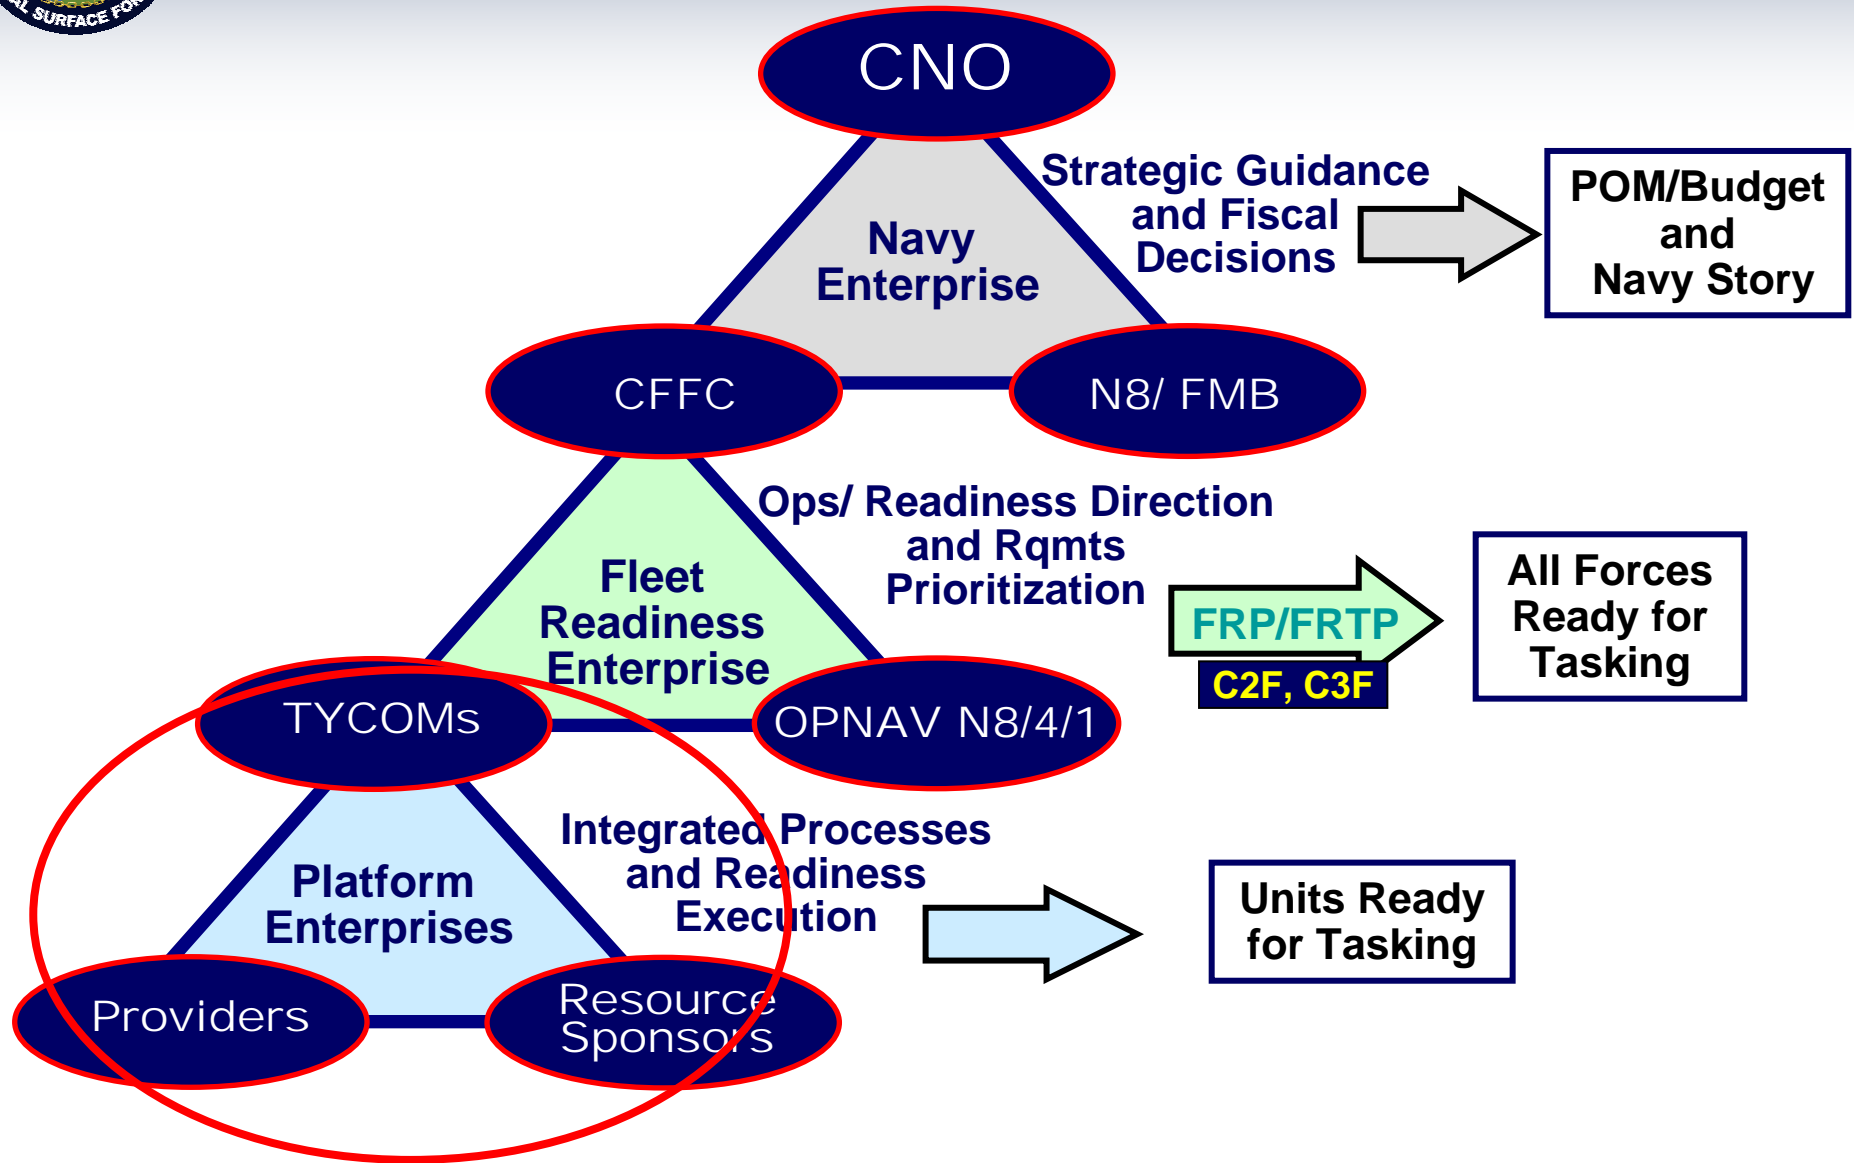 SURFACE FOR
CNO
Strategic Guidance
and Fiscal
Decisions
POM/Budget
and
Navy Story
Navy
Enterprise
CFFC
N8/ FMB
Ops/ Readiness Direction
and Rqmts
Prioritization
Fleet
Readiness
Enterprise
FRP/FRTP
C2F, C3F
All Forces
Ready for
Tasking
TYCOMs
OPNAV N8/4/1
Integrated Processes
and Readiness
Execution
Platform
Enterprises
Units Ready
for Tasking
Providers
Resource
Sponsors